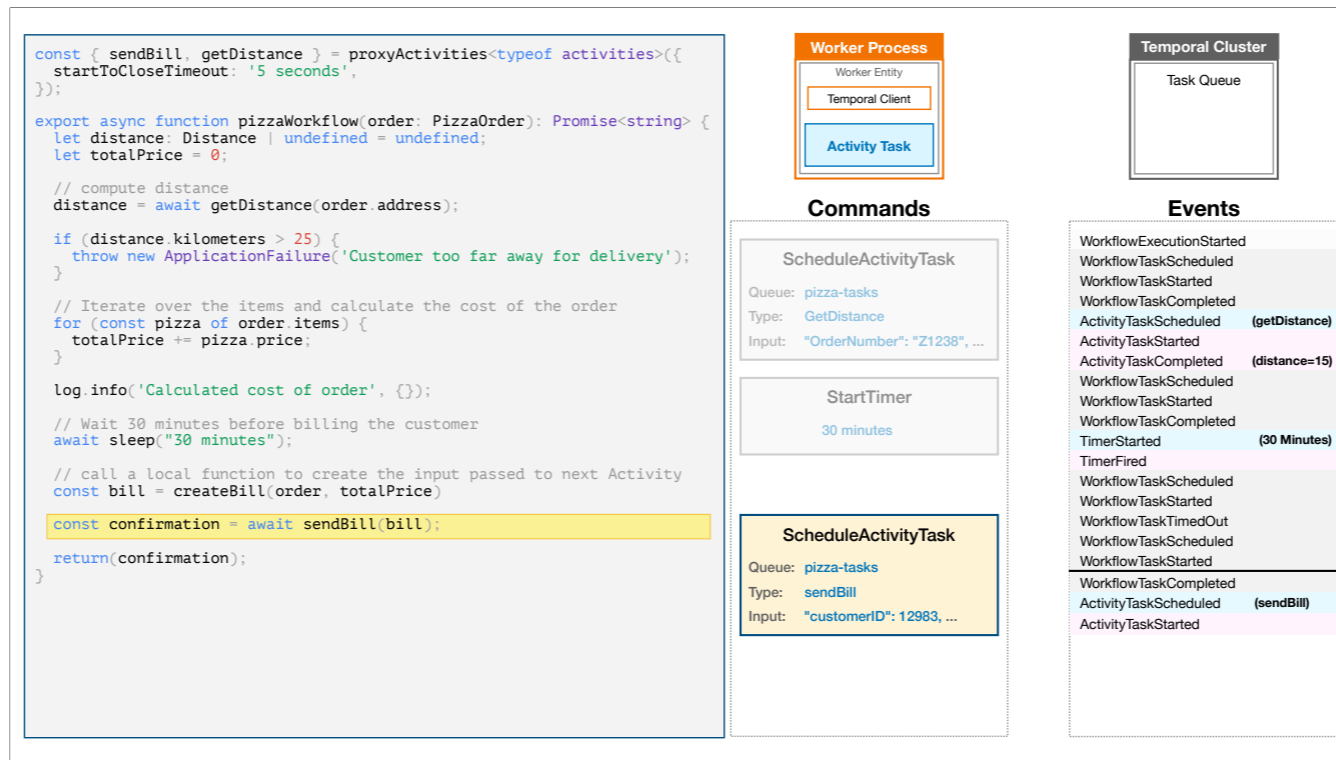 const { sendBill, getDistance } = proxyActivities<typeof activities>({
  startToCloseTimeout: '5 seconds',
});
export async function pizzaWorkflow(order: PizzaOrder): Promise<string> {
  let distance: Distance | undefined = undefined;
  let totalPrice = 0;
  // compute distance
  distance = await getDistance(order.address);
  if (distance.kilometers > 25) {
    throw new ApplicationFailure('Customer too far away for delivery');
  }
  // Iterate over the items and calculate the cost of the order
  for (const pizza of order.items) {
    totalPrice += pizza.price;
  }
  log.info('Calculated cost of order', {});
  // Wait 30 minutes before billing the customer
  await sleep("30 minutes");
  // call a local function to create the input passed to next Activity
  const bill = createBill(order, totalPrice)
  const confirmation = await sendBill(bill);
  return(confirmation);
}
Worker Process
Worker Entity
Temporal Client
Activity Task
Commands
ScheduleActivityTask
Queue: pizza-tasks
Type: GetDistance
Input: "OrderNumber": "Z1238", ...
StartTimer
30 minutes
ScheduleActivityTask
Queue: pizza-tasks
Type: sendBill
Input: "customerID": 12983, ...
Temporal Cluster
Task Queue
Events
WorkflowExecutionStarted
WorkflowTaskScheduled
WorkflowTaskStarted
WorkflowTaskCompleted
ActivityTaskScheduled (getDistance)
ActivityTaskStarted
ActivityTaskCompleted (distance=15)
WorkflowTaskScheduled
WorkflowTaskStarted
WorkflowTaskCompleted
TimerStarted (30 Minutes)
TimerFired
WorkflowTaskScheduled
WorkflowTaskStarted
WorkflowTaskTimedOut
WorkflowTaskScheduled
WorkflowTaskStarted
WorkflowTaskCompleted
ActivityTaskScheduled (sendBill)
ActivityTaskStarted